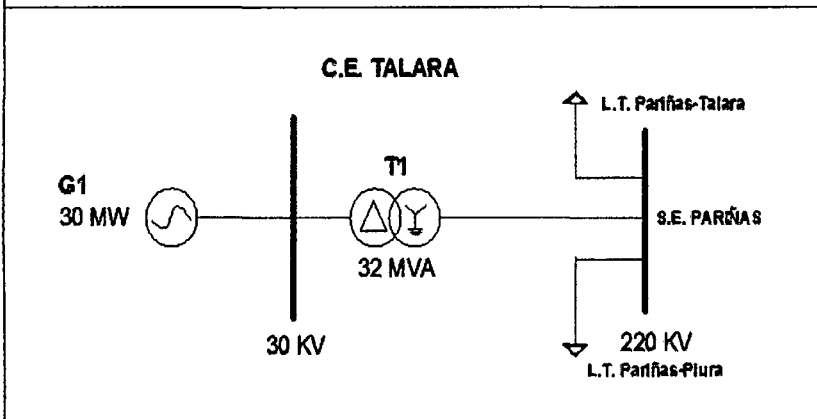 C.E. TALARA
G1
30 MW
T1
32 MVA
30 KV
L.T. Pariñas-Talara
S.E. PARIÑAS
220 KV
L.T. Pariñas-Piura